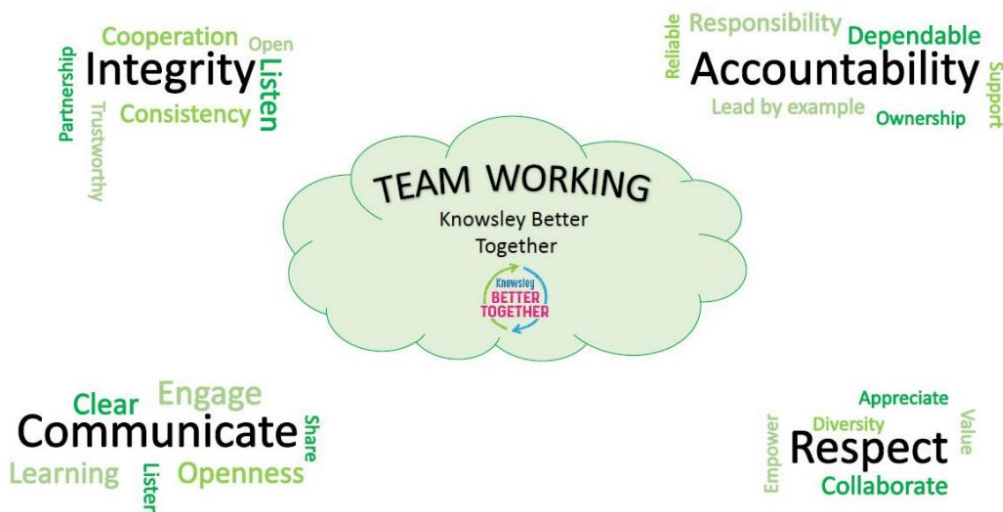 Cooperation
Open
Integrity
Listen
Partnership
Consistency
Trustworthy
Reliable
Responsibility
Dependable
Accountability
Support
Lead by example
Ownership
TEAM WORKING
Knowsley Better
Together
Knowsley
BETTER
TOGETHER
Engage
Clear
Communicate
Share
Learning
Listen
Openness
Appreciate
Diversity
Value
Empower
Respect
Collaborate